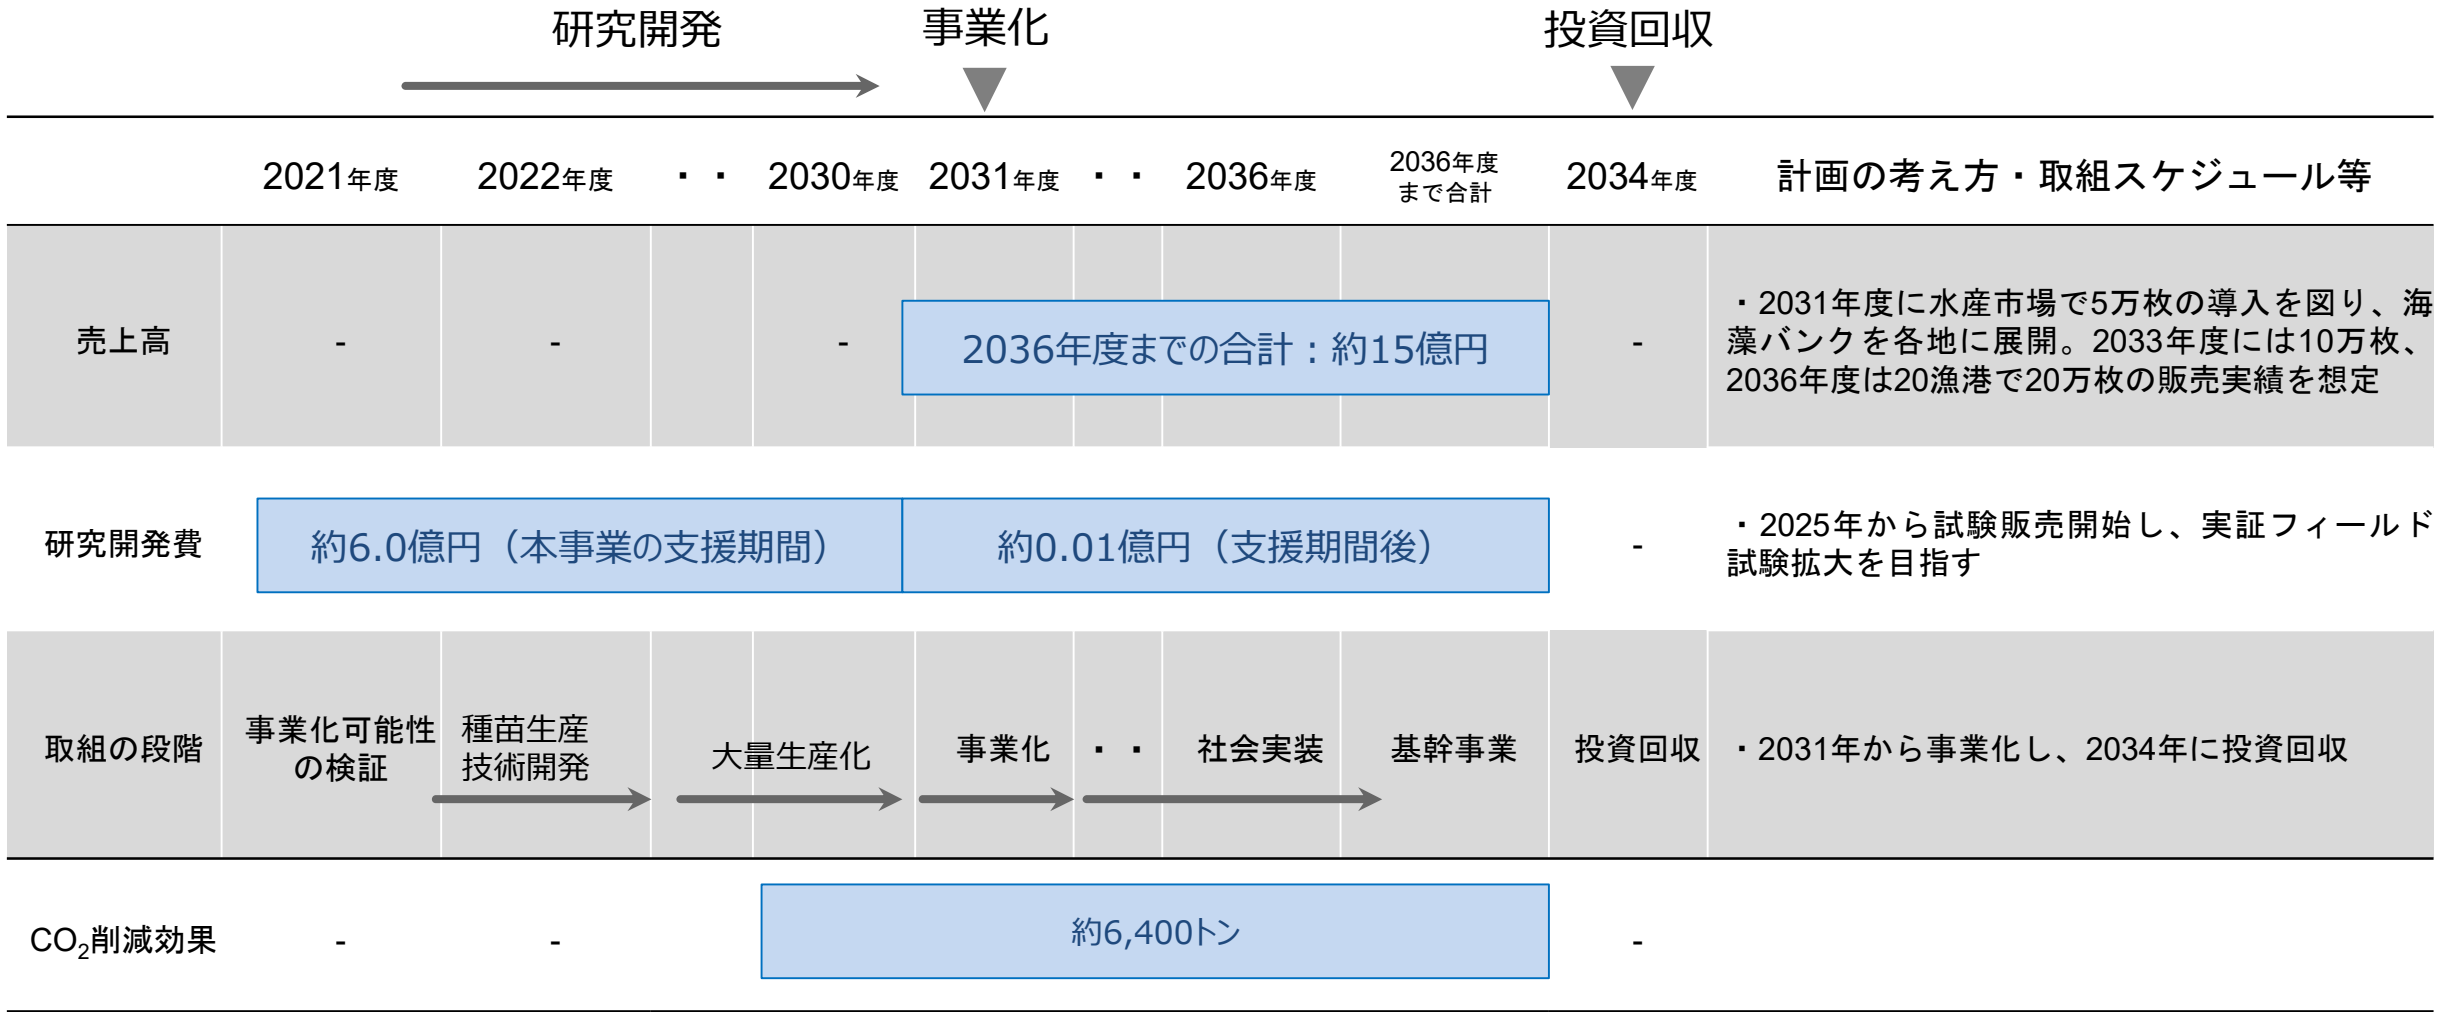 研究開発
事業化
投資回収
2021年度
2022年度
・・
2030年度
2031年度
・・
2036年度
2036年度
まで合計
2034年度
計画の考え方・取組スケジュール等
売上高
-
-
-
2036年度までの合計：約15億円
-
・2031年度に水産市場で5万枚の導入を図り、海
藻バンクを各地に展開。2033年度には10万枚、
2036年度は20漁港で20万枚の販売実績を想定
研究開発費
約6.0億円（本事業の支援期間）
約0.01億円（支援期間後）
-
・2025年から試験販売開始し、実証フィールド
試験拡大を目指す
取組の段階
事業化可能性
の検証
種苗生産
技術開発
大量生産化
事業化
・・
社会実装
基幹事業
投資回収
・2031年から事業化し、2034年に投資回収
CO₂削減効果
-
-
約6,400トン
-